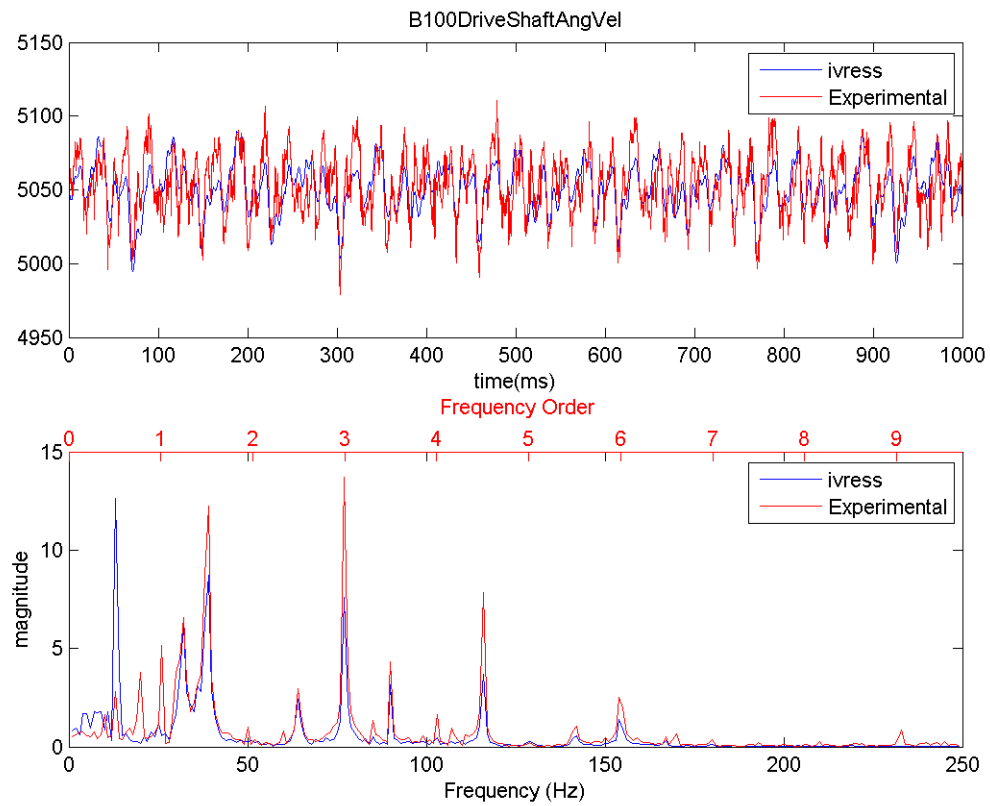 B100DriveShaftAngVel
5150
5100
5050
5000
4950
ivress
Experimental
0 100 200 300 400 500 600 700 800 900 1000
time(ms)
Frequency Order
0 1 2 3 4 5 6 7 8 9
15
10
5
0
magnitude
ivress
Experimental
0 50 100 150 200 250
Frequency (Hz)